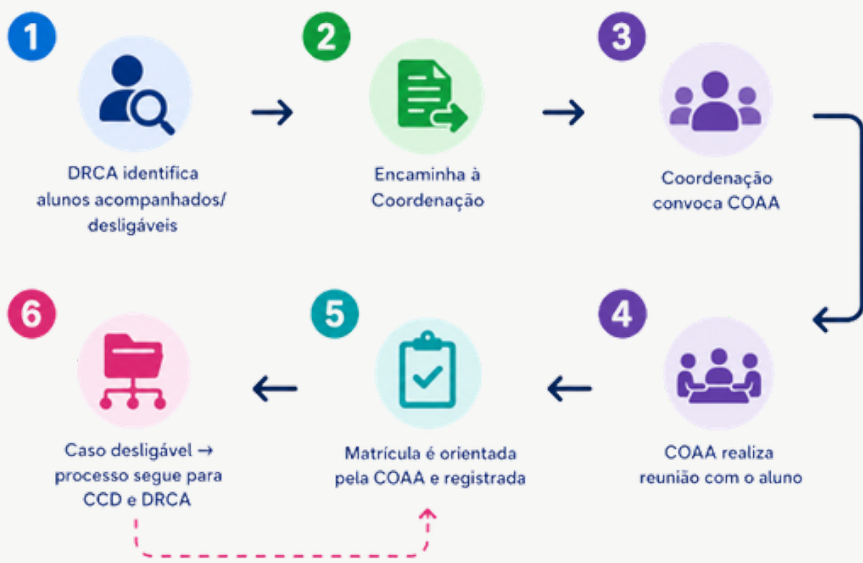 1
DRCA identifica
alunos acompanhados/
desligáveis
2
Encaminha à
Coordenação
3
Coordenação
convoca COAA
4
COAA realiza
reunião com o aluno
5
Matrícula é orientada
pela COAA e registrada
6
Caso desligável →
processo segue para
CCD e DRCA